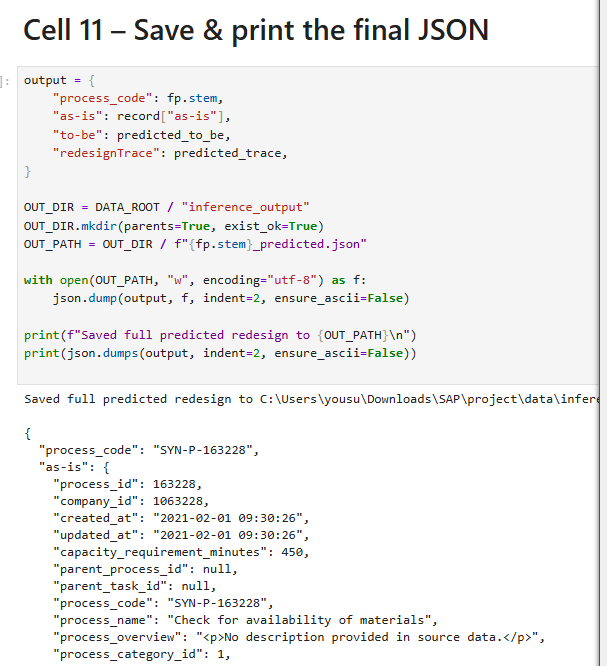 Cell 11 – Save & print the final JSON
]:
output = {
    "process_code": fp.stem,
    "as-is": record["as-is"],
    "to-be": predicted_to_be,
    "redesignTrace": predicted_trace,
}
OUT_DIR = DATA_ROOT / "inference_output"
OUT_DIR.mkdir(parents=True, exist_ok=True)
OUT_PATH = OUT_DIR / f"{fp.stem}_predicted.json"
with open(OUT_PATH, "w", encoding="utf-8") as f:
    json.dump(output, f, indent=2, ensure_ascii=False)
print(f"Saved full predicted redesign to {OUT_PATH}\n")
print(json.dumps(output, indent=2, ensure_ascii=False))
Saved full predicted redesign to C:\Users\yousu\Downloads\SAP\project\data\infere
{
  "process_code": "SYN-P-163228",
  "as-is": {
    "process_id": 163228,
    "company_id": 1063228,
    "created_at": "2021-02-01 09:30:26",
    "updated_at": "2021-02-01 09:30:26",
    "capacity_requirement_minutes": 450,
    "parent_process_id": null,
    "parent_task_id": null,
    "process_code": "SYN-P-163228",
    "process_name": "Check for availability of materials",
    "process_overview": "<p>No description provided in source data.</p>",
    "process_category_id": 1,